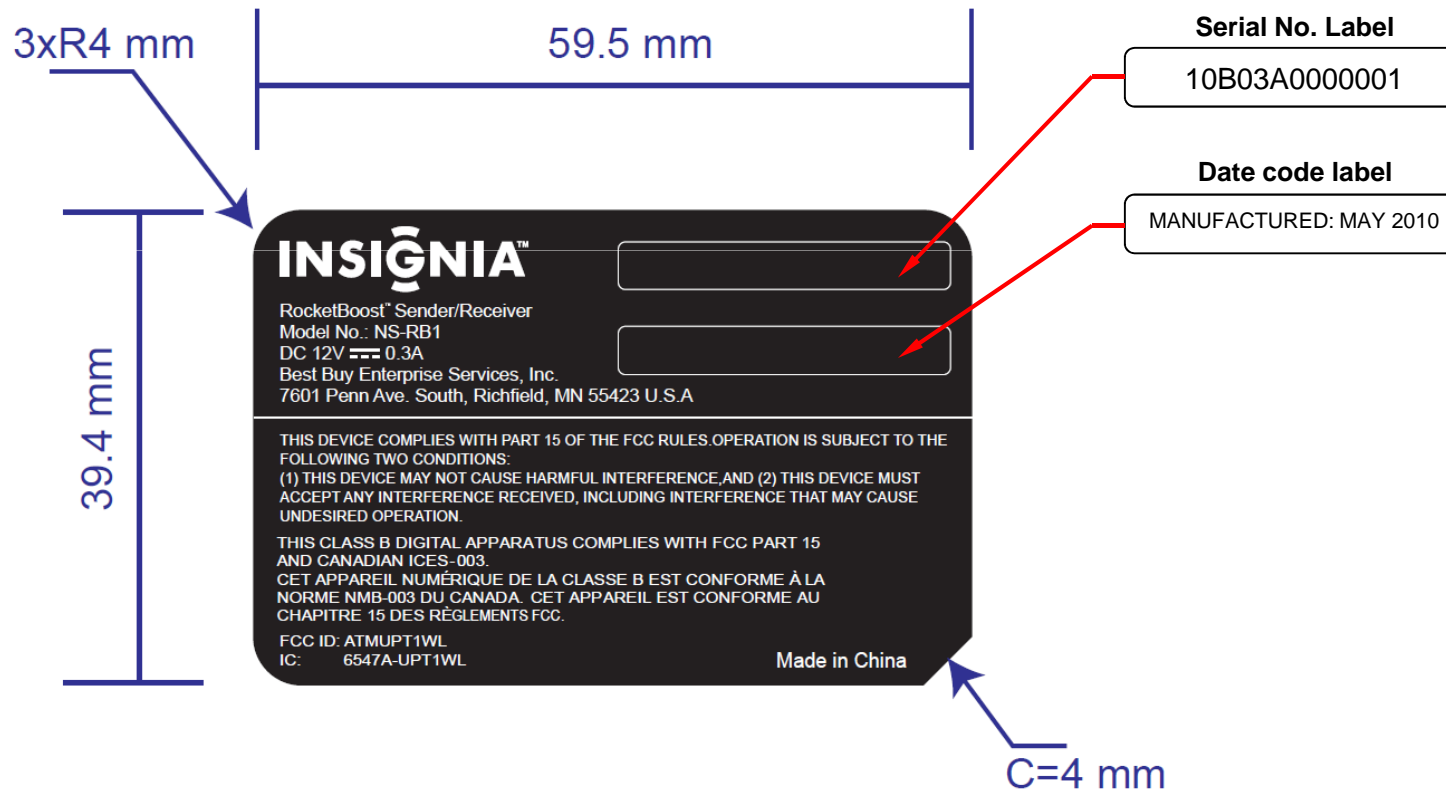 3xR4 mm
59.5 mm
Serial No. Label
10B03A0000001
Date code label
MANUFACTURED: MAY 2010
39.4 mm
INSIGNIA™
RocketBoost™ Sender/Receiver
Model No.: NS-RB1
DC 12V ⎓ 0.3A
Best Buy Enterprise Services, Inc.
7601 Penn Ave. South, Richfield, MN 55423 U.S.A
THIS DEVICE COMPLIES WITH PART 15 OF THE FCC RULES.OPERATION IS SUBJECT TO THE
FOLLOWING TWO CONDITIONS:
(1) THIS DEVICE MAY NOT CAUSE HARMFUL INTERFERENCE,AND (2) THIS DEVICE MUST
ACCEPT ANY INTERFERENCE RECEIVED, INCLUDING INTERFERENCE THAT MAY CAUSE
UNDESIRED OPERATION.
THIS CLASS B DIGITAL APPARATUS COMPLIES WITH FCC PART 15
AND CANADIAN ICES-003.
CET APPAREIL NUMÉRIQUE DE LA CLASSE B EST CONFORME À LA
NORME NMB-003 DU CANADA. CET APPAREIL EST CONFORME AU
CHAPITRE 15 DES RÈGLEMENTS FCC.
FCC ID: ATMUPT1WL
IC: 6547A-UPT1WL
Made in China
C=4 mm